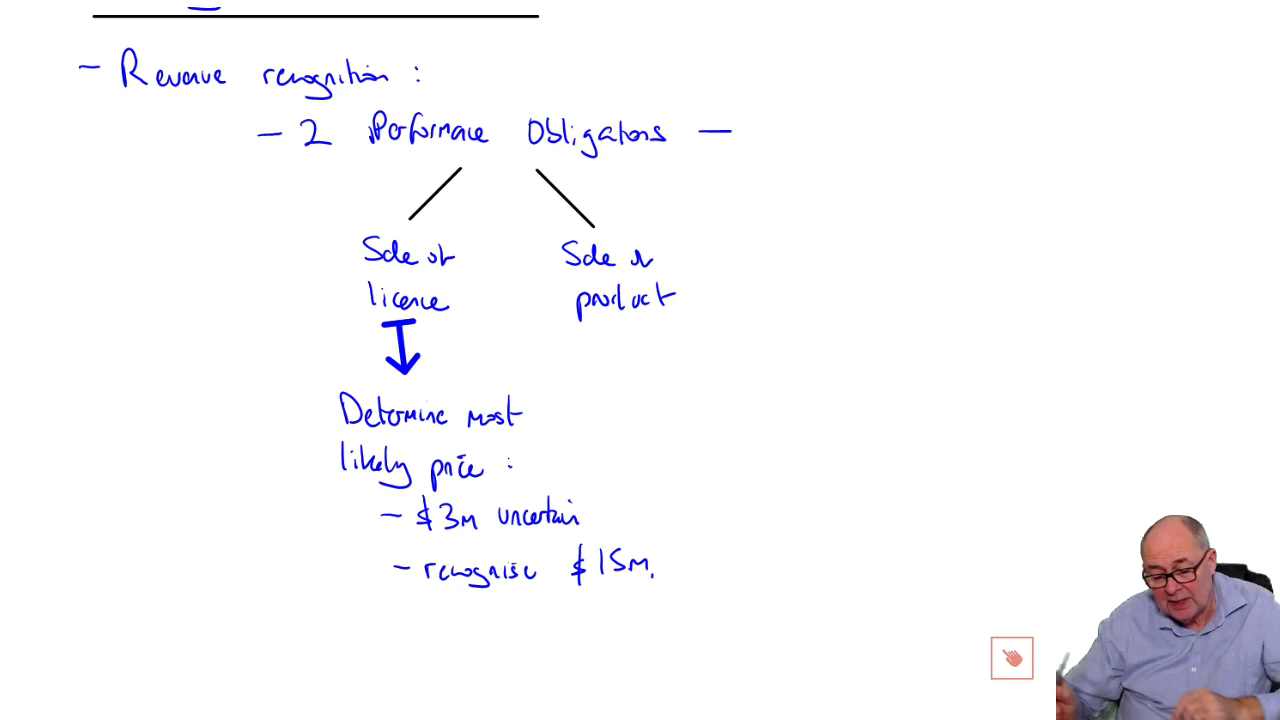 - Revenue recognition :
- 2 Performance Obligations -
Sale of
licence
Sale of
product
Determine most
likely price :
- $3m uncertain
- recognise $15m.